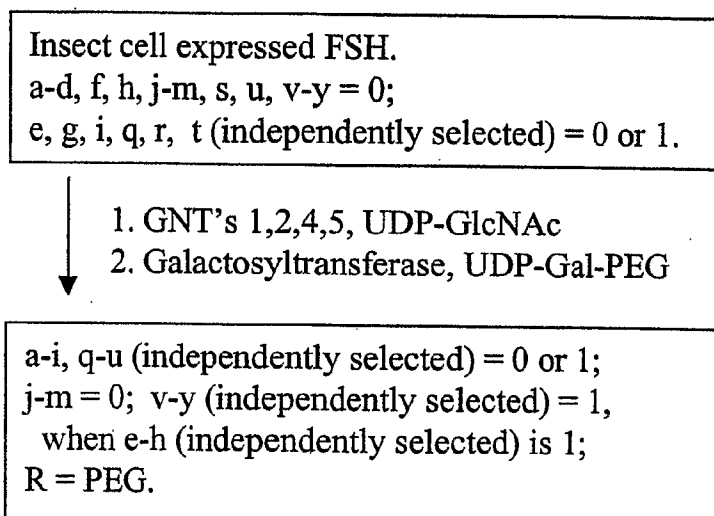 Insect cell expressed FSH.
a-d, f, h, j-m, s, u, v-y = 0;
e, g, i, q, r, t (independently selected) = 0 or 1.
1. GNT's 1,2,4,5, UDP-GlcNAc
2. Galactosyltransferase, UDP-Gal-PEG
a-i, q-u (independently selected) = 0 or 1;
j-m = 0; v-y (independently selected) = 1,
when e-h (independently selected) is 1;
R = PEG.